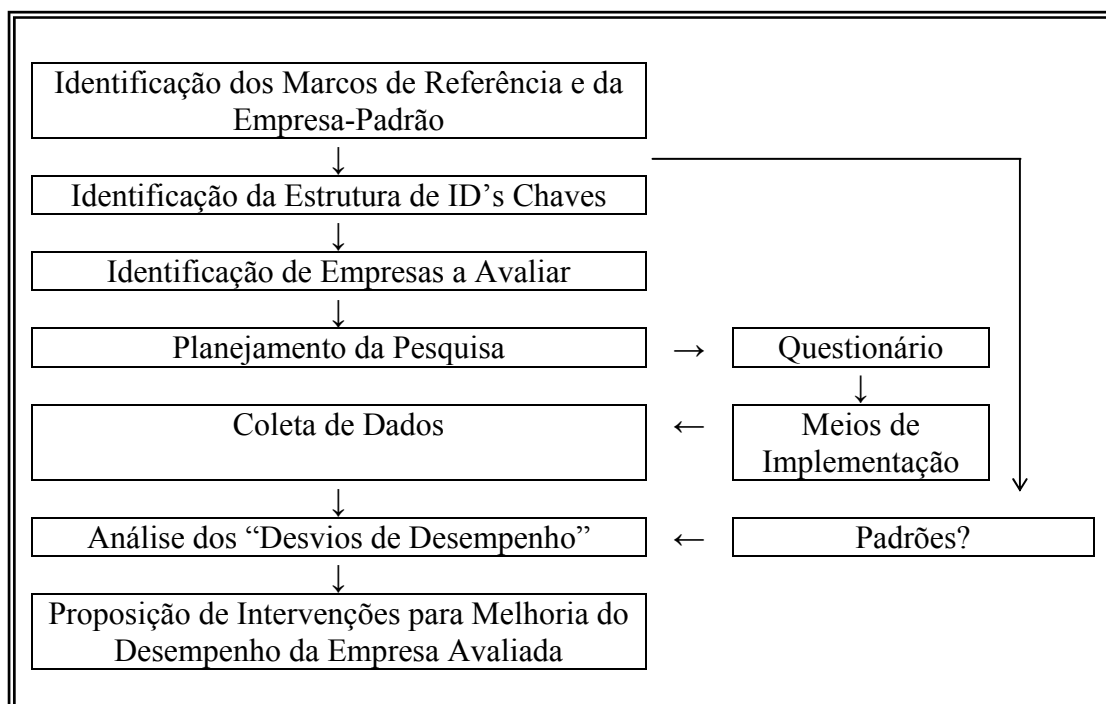 Identificação dos Marcos de Referência e da
Empresa-Padrão
↓
Identificação da Estrutura de ID’s Chaves
↓
Identificação de Empresas a Avaliar
↓
Planejamento da Pesquisa → Questionário
↓ 
Coleta de Dados ← Meios de
Implementação
↓
Análise dos “Desvios de Desempenho” ← Padrões?
↓
Proposição de Intervenções para Melhoria do
Desempenho da Empresa Avaliada